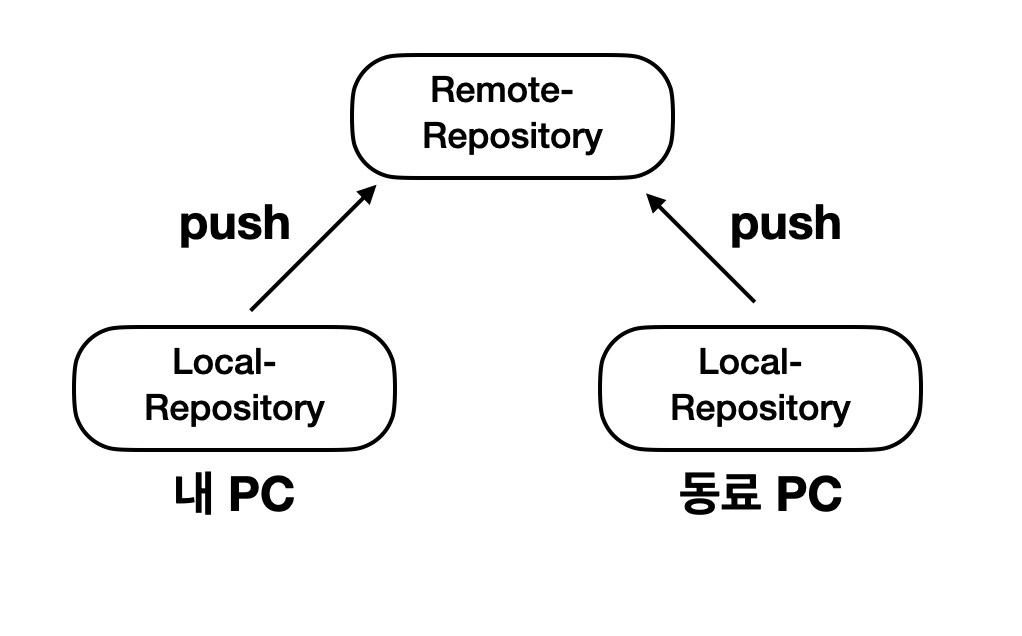 Remote-
Repository
push
push
Local-
Repository
Local-
Repository
내 PC
동료 PC